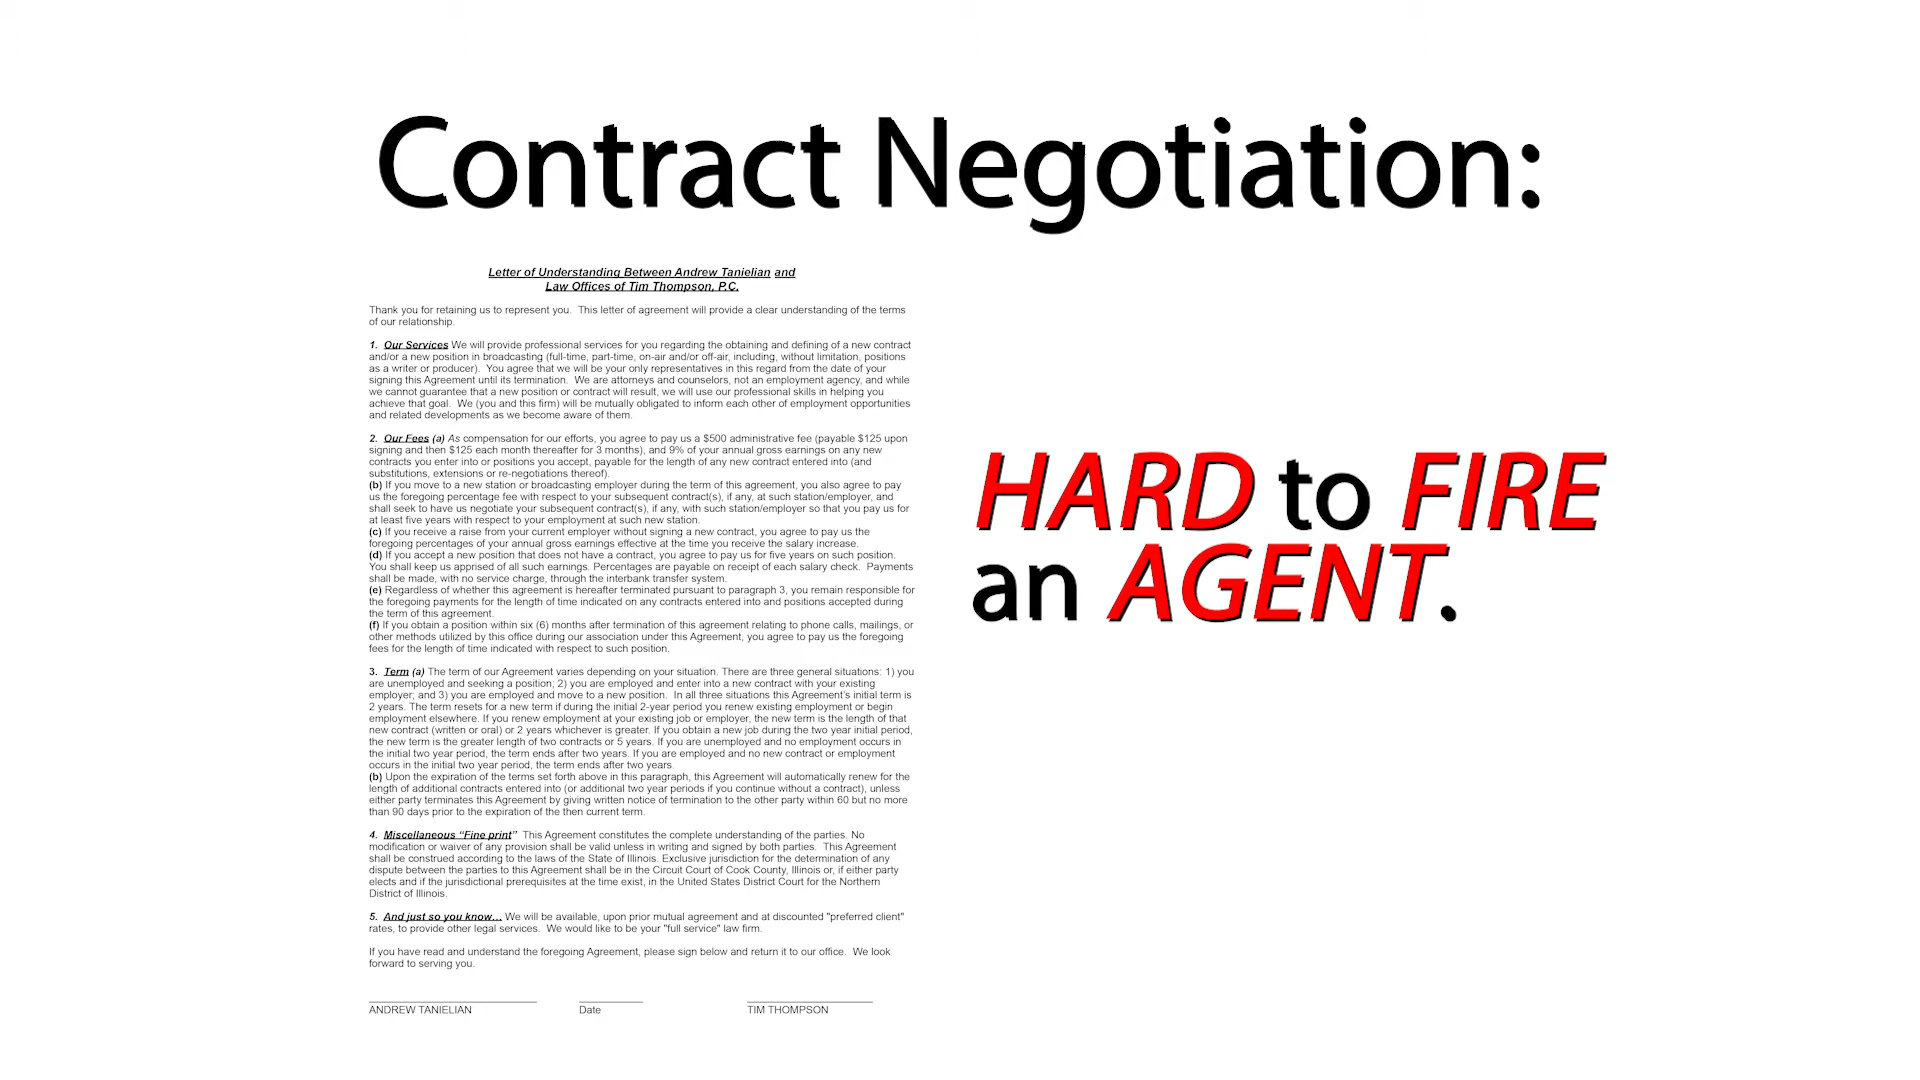 Contract Negotiation:
Letter of Understanding Between Andrew Tanielian and
Law Offices of Tim Thompson, P.C.
Thank you for retaining us to represent you.  This letter of agreement will provide a clear understanding of the terms
of our relationship.
1.  Our Services We will provide professional services for you regarding the obtaining and defining of a new contract
and/or a new position in broadcasting (full-time, part-time, on-air and/or off-air, including, without limitation, positions
as a writer or producer).  You agree that we will be your only representatives in this regard from the date of your
signing this Agreement until its termination.  We are attorneys and counselors, not an employment agency, and while
we cannot guarantee that a new position or contract will result, we will use our professional skills in helping you
achieve that goal.  We (you and this firm) will be mutually obligated to inform each other of employment opportunities
and related developments as we become aware of them.
2.  Our Fees (a) As compensation for our efforts, you agree to pay us a $500 administrative fee (payable $125 upon
signing and then $125 each month thereafter for 3 months), and 9% of your annual gross earnings on any new
contracts you enter into or positions you accept, payable for the length of any new contract entered into (and
substitutions, extensions or re-negotiations thereof).
(b) If you move to a new station or broadcasting employer during the term of this agreement, you also agree to pay
us the foregoing percentage fee with respect to your subsequent contract(s), if any, at such station/employer, and
shall seek to have us negotiate your subsequent contract(s), if any, with such station/employer so that you pay us for
at least five years with respect to your employment at such new station.
(c) If you receive a raise from your current employer without signing a new contract, you agree to pay us the
foregoing percentages of your annual gross earnings effective at the time you receive the salary increase.
(d) If you accept a new position that does not have a contract, you agree to pay us for five years on such position.
You shall keep us apprised of all such earnings. Percentages are payable on receipt of each salary check.  Payments
shall be made, with no service charge, through the interbank transfer system.
(e) Regardless of whether this agreement is hereafter terminated pursuant to paragraph 3, you remain responsible for
the foregoing payments for the length of time indicated on any contracts entered into and positions accepted during
the term of this agreement.
(f) If you obtain a position within six (6) months after termination of this agreement relating to phone calls, mailings, or
other methods utilized by this office during our association under this Agreement, you agree to pay us the foregoing
fees for the length of time indicated with respect to such position.
3.  Term (a) The term of our Agreement varies depending on your situation. There are three general situations: 1) you
are unemployed and seeking a position; 2) you are employed and enter into a new contract with your existing
employer; and 3) you are employed and move to a new position.  In all three situations this Agreement's initial term is
2 years. The term resets for a new term if during the initial 2-year period you renew existing employment or begin
employment elsewhere. If you renew employment at your existing job or employer, the new term is the length of that
new contract (written or oral) or 2 years whichever is greater. If you obtain a new job during the two year initial period,
the new term is the greater length of two contracts or 5 years. If you are unemployed and no employment occurs in
the initial two year period, the term ends after two years. If you are employed and no new contract or employment
occurs in the initial two year period, the term ends after two years.
(b) Upon the expiration of the terms set forth above in this paragraph, this Agreement will automatically renew for the
length of additional contracts entered into (or additional two year periods if you continue without a contract), unless
either party terminates this Agreement by giving written notice of termination to the other party within 60 but no more
than 90 days prior to the expiration of the then current term.
4.  Miscellaneous “Fine print”  This Agreement constitutes the complete understanding of the parties. No
modification or waiver of any provision shall be valid unless in writing and signed by both parties.  This Agreement
shall be construed according to the laws of the State of Illinois. Exclusive jurisdiction for the determination of any
dispute between the parties to this Agreement shall be in the Circuit Court of Cook County, Illinois or, if either party
elects and if the jurisdictional prerequisites at the time exist, in the United States District Court for the Northern
District of Illinois.
5.  And just so you know… We will be available, upon prior mutual agreement and at discounted "preferred client"
rates, to provide other legal services.  We would like to be your "full service" law firm.
If you have read and understand the foregoing Agreement, please sign below and return it to our office.  We look
forward to serving you.
ANDREW TANIELIAN Date TIM THOMPSON
HARD to FIRE
an AGENT.